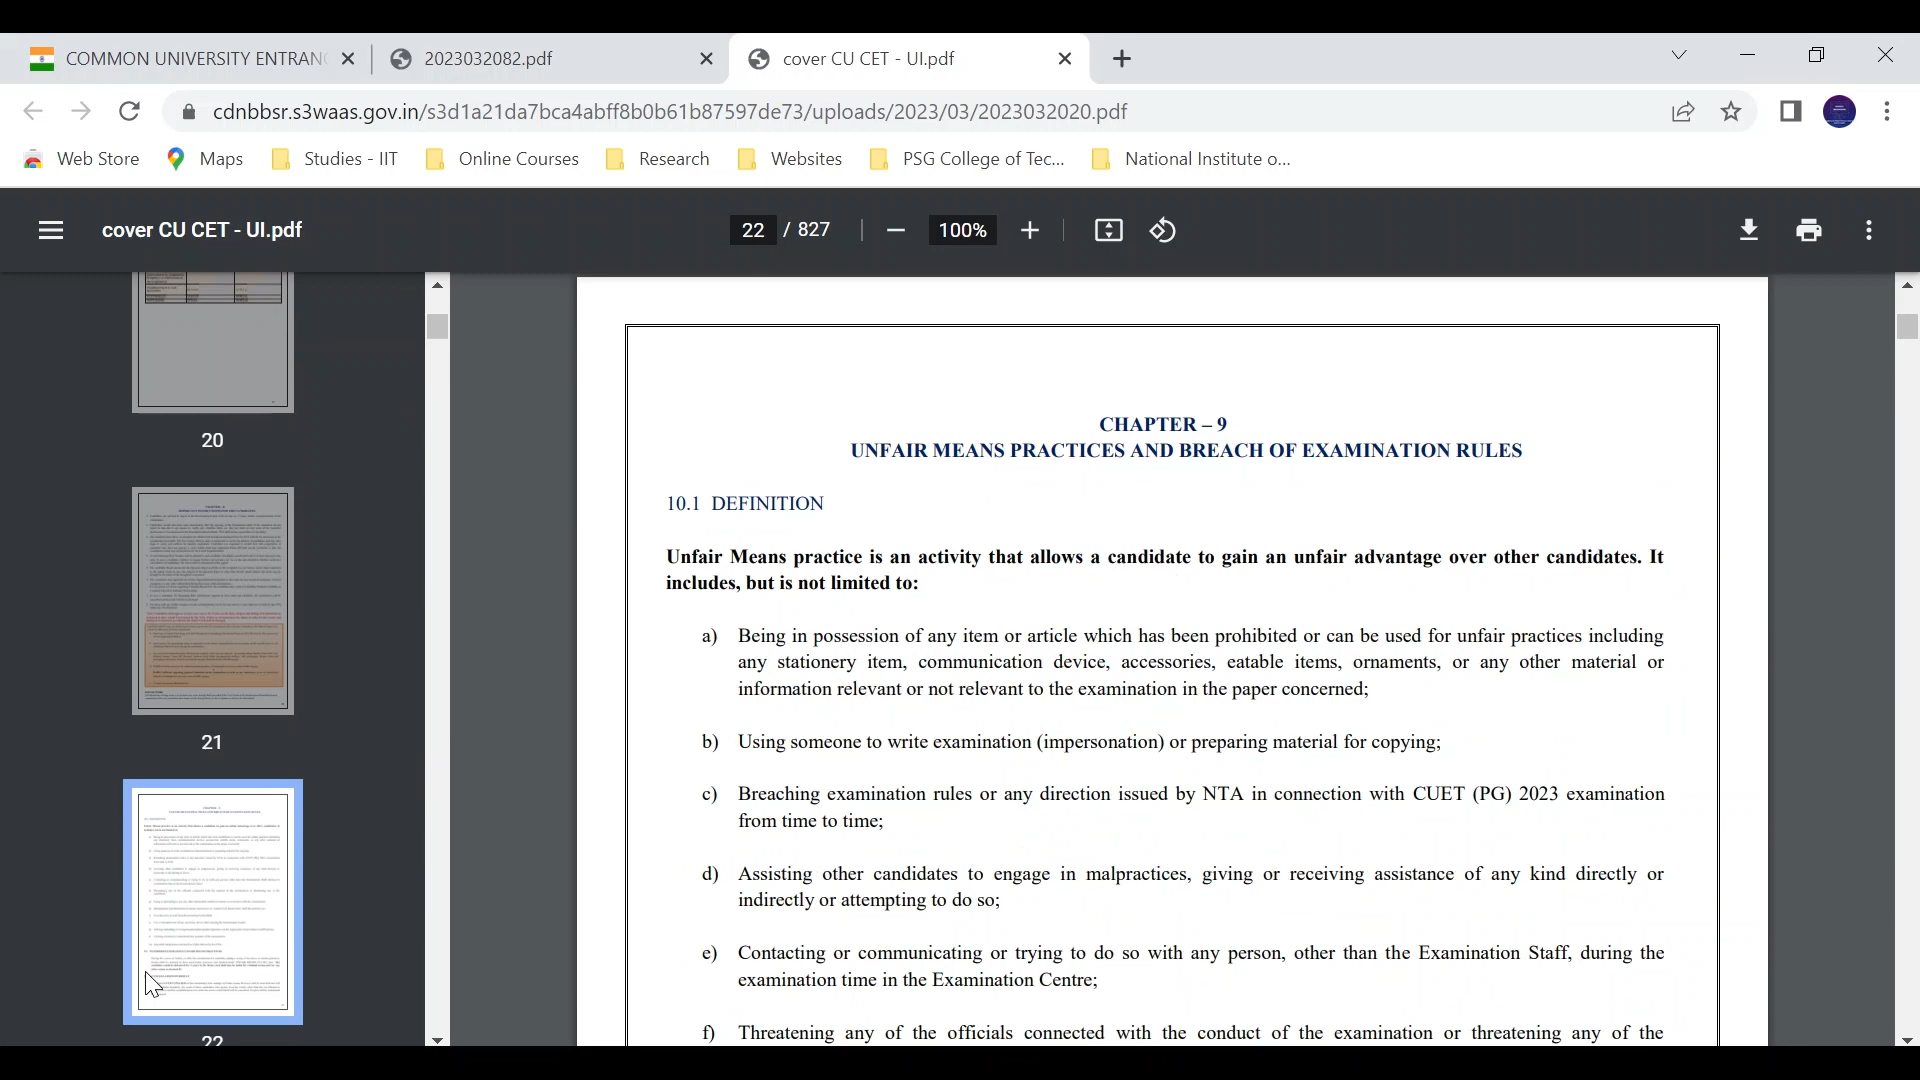 COMMON UNIVERSITY ENTRAN
2023032082.pdf
cover CU CET - UI.pdf
cdnbbsr.s3waas.gov.in/s3d1a21da7bca4abff8b0b61b87597de73/uploads/2023/03/2023032020.pdf
Web Store
Maps
Studies - IIT
Online Courses
Research
Websites
PSG College of Tec...
National Institute o...
cover CU CET - UI.pdf
22 / 827
100%
20
21
22
CHAPTER – 9
UNFAIR MEANS PRACTICES AND BREACH OF EXAMINATION RULES
10.1 DEFINITION
Unfair Means practice is an activity that allows a candidate to gain an unfair advantage over other candidates. It
includes, but is not limited to:
a) Being in possession of any item or article which has been prohibited or can be used for unfair practices including
any stationery item, communication device, accessories, eatable items, ornaments, or any other material or
information relevant or not relevant to the examination in the paper concerned;
b) Using someone to write examination (impersonation) or preparing material for copying;
c) Breaching examination rules or any direction issued by NTA in connection with CUET (PG) 2023 examination
from time to time;
d) Assisting other candidates to engage in malpractices, giving or receiving assistance of any kind directly or
indirectly or attempting to do so;
e) Contacting or communicating or trying to do so with any person, other than the Examination Staff, during the
examination time in the Examination Centre;
f) Threatening any of the officials connected with the conduct of the examination or threatening any of the